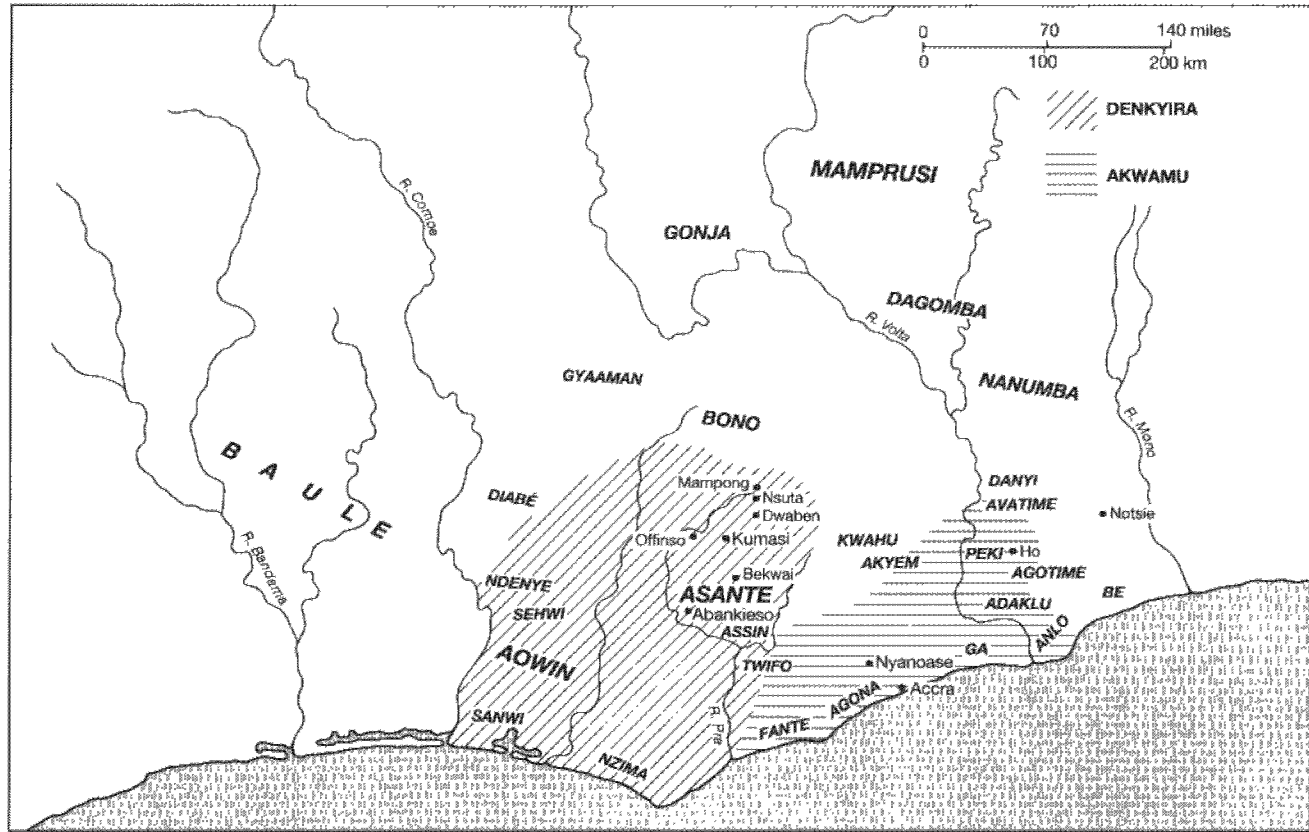 0 70 140 miles
0 100 200 km
DENKYIRA
AKWAMU
MAMPRUSI
R. Comoe
GONJA
DAGOMBA
R. Volta
GYAAMAN
NANUMBA
BONO
R. Mono
BAULE
DIABÉ
Mampong
Nsuta
Dwaben
DANYI
AVATIME
Notsie
Offinso
Kumasi
KWAHU
AKYEM
PEKI
Ho
AGOTIME
R. Bandama
NDENYE
SEHWI
Bekwai
ASANTE
Abankieso
ASSIN
ADAKLU
BE
ANLO
AOWIN
TWIFO
Nyanoase
GA
SANWI
R. Pra
FANTE
AGONA
Accra
NZIMA